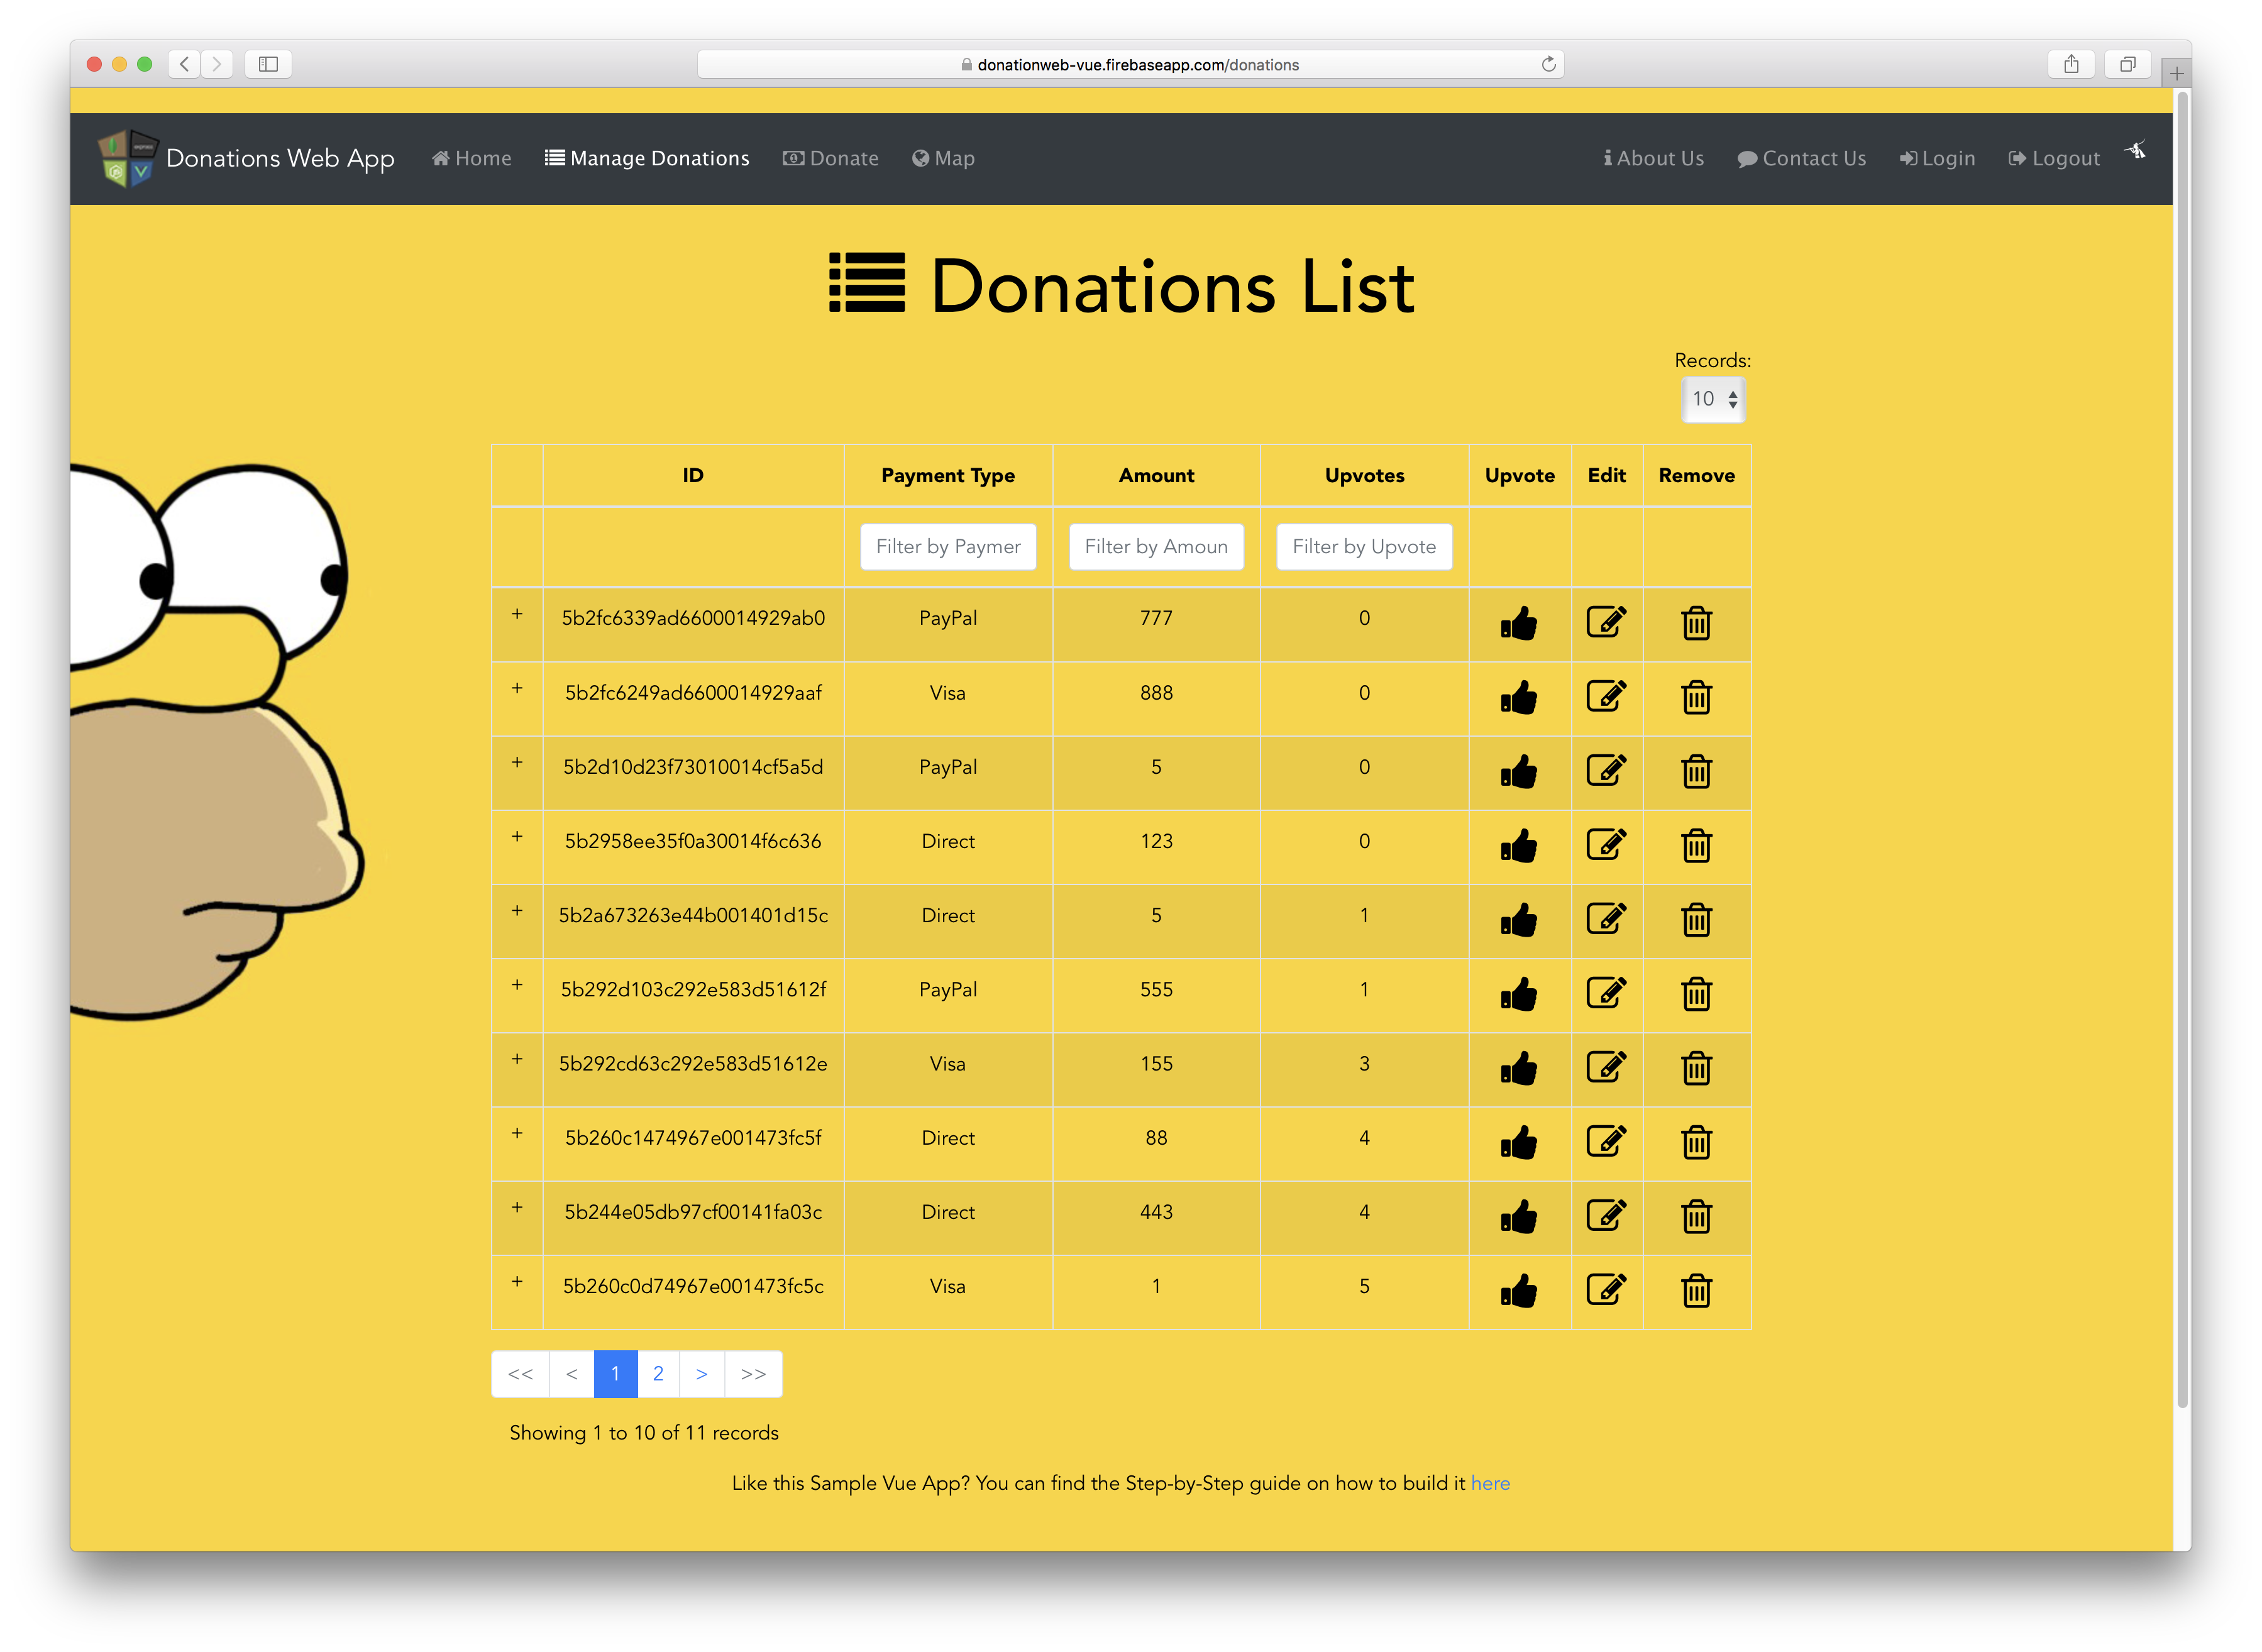 donationweb-vue.firebaseapp.com/donations
Donations Web App Home Manage Donations Donate Map About Us Contact Us Login Logout
Donations List
Records:
10
ID Payment Type Amount Upvotes Upvote Edit Remove
Filter by Paymer Filter by Amoun Filter by Upvote
+ 5b2fc6339ad6600014929ab0 PayPal 777 0
+ 5b2fc6249ad6600014929aaf Visa 888 0
+ 5b2d10d23f73010014cf5a5d PayPal 5 0
+ 5b2958ee35f0a30014f6c636 Direct 123 0
+ 5b2a673263e44b001401d15c Direct 5 1
+ 5b292d103c292e583d51612f PayPal 555 1
+ 5b292cd63c292e583d51612e Visa 155 3
+ 5b260c1474967e001473fc5f Direct 88 4
+ 5b244e05db97cf00141fa03c Direct 443 4
+ 5b260c0d74967e001473fc5c Visa 1 5
<< < 1 2 > >>
Showing 1 to 10 of 11 records
Like this Sample Vue App? You can find the Step-by-Step guide on how to build it here